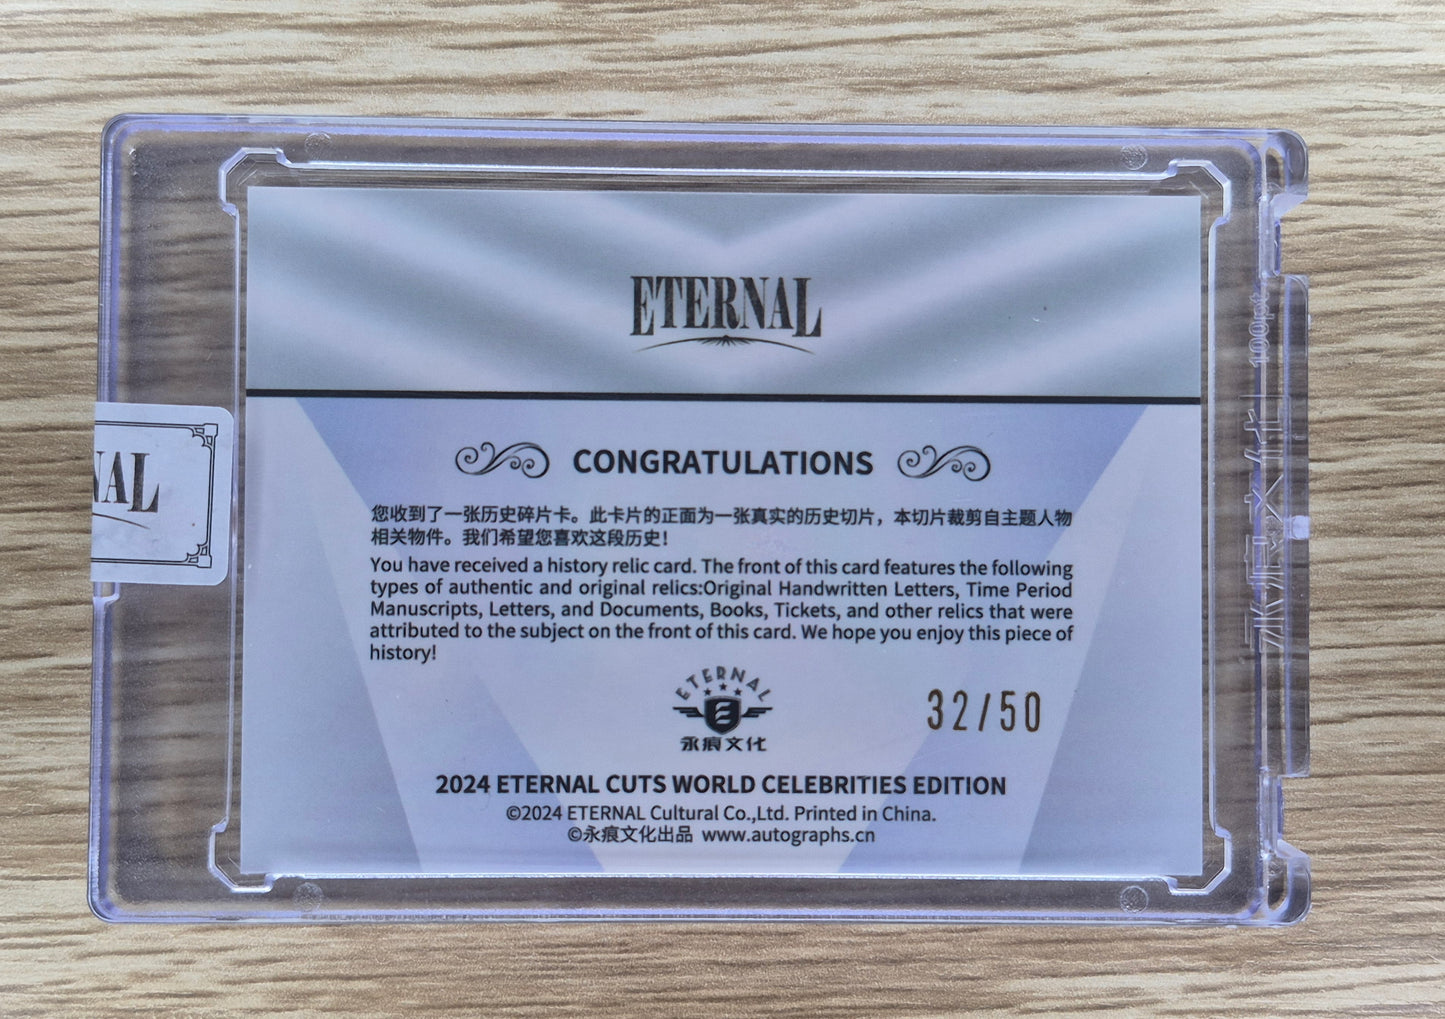 ETERNAL
CONGRATULATIONS
您收到了一张历史碎片卡。此卡片的正面为一张真实的历史切片，本切片裁剪自主题人物
相关物件。我们希望您喜欢这段历史！
You have received a history relic card. The front of this card features the following
types of authentic and original relics:Original Handwritten Letters, Time Period
Manuscripts, Letters, and Documents, Books, Tickets, and other relics that were
attributed to the subject on the front of this card. We hope you enjoy this piece of
history!
ETERNAL
永痕文化
32/50
2024 ETERNAL CUTS WORLD CELEBRITIES EDITION
©2024 ETERNAL Cultural Co.,Ltd. Printed in China.
©永痕文化出品 www.autographs.cn
NAL
永痕文化 100pt